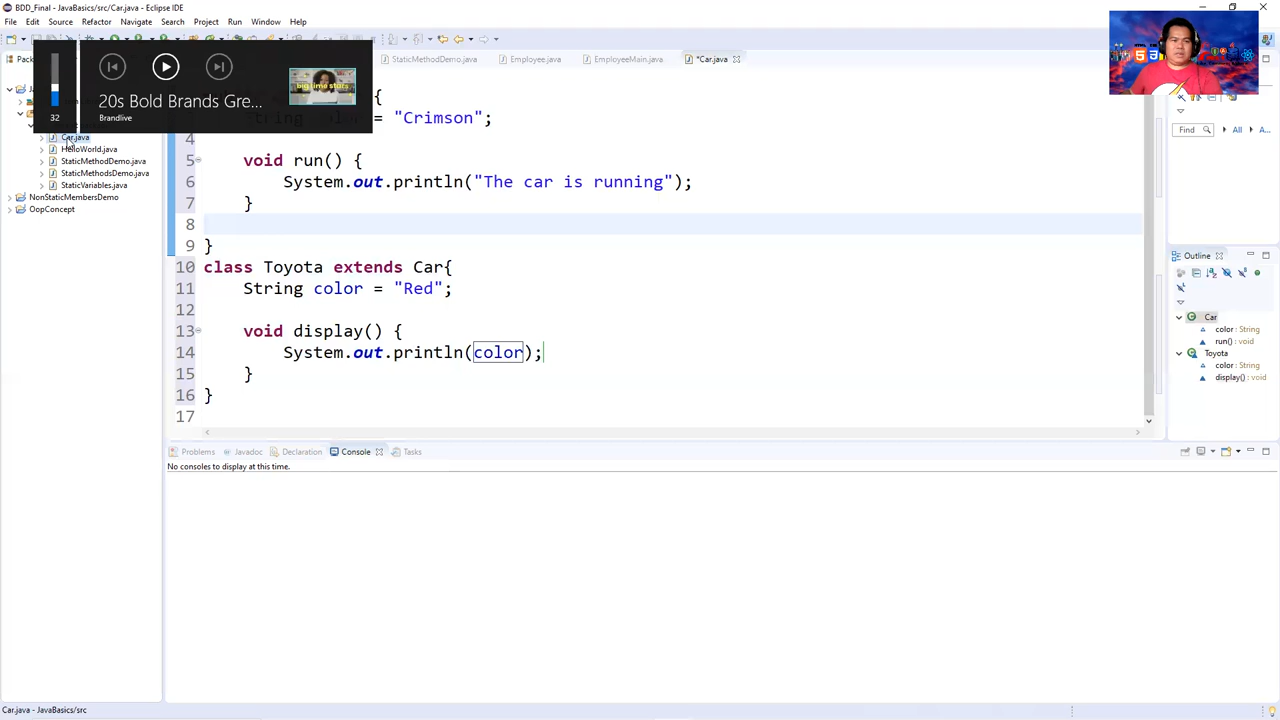 BDD_Final - JavaBasics/src/Car.java - Eclipse IDE
File Edit Source Refactor Navigate Search Project Run Window Help
32
20s Bold Brands Gre...
Brandlive
big time stats
StaticMethodDemo.java
Employee.java
EmployeeMain.java
*Car.java
Car.java
HelloWorld.java
StaticMethodDemo.java
StaticMethodsDemo.java
StaticVariables.java
NonStaticMembersDemo
OopConcept
"Crimson";
4
5 void run() {
6 System.out.println("The car is running");
7 }
8
9 }
10 class Toyota extends Car{
11 String color = "Red";
12
13 void display() {
14 System.out.println(color);
15 }
16 }
17
Find All A...
Outline
Car
color : String
run() : void
Toyota
color : String
display() : void
Problems Javadoc Declaration Console Tasks
No consoles to display at this time.
Car.java - JavaBasics/src